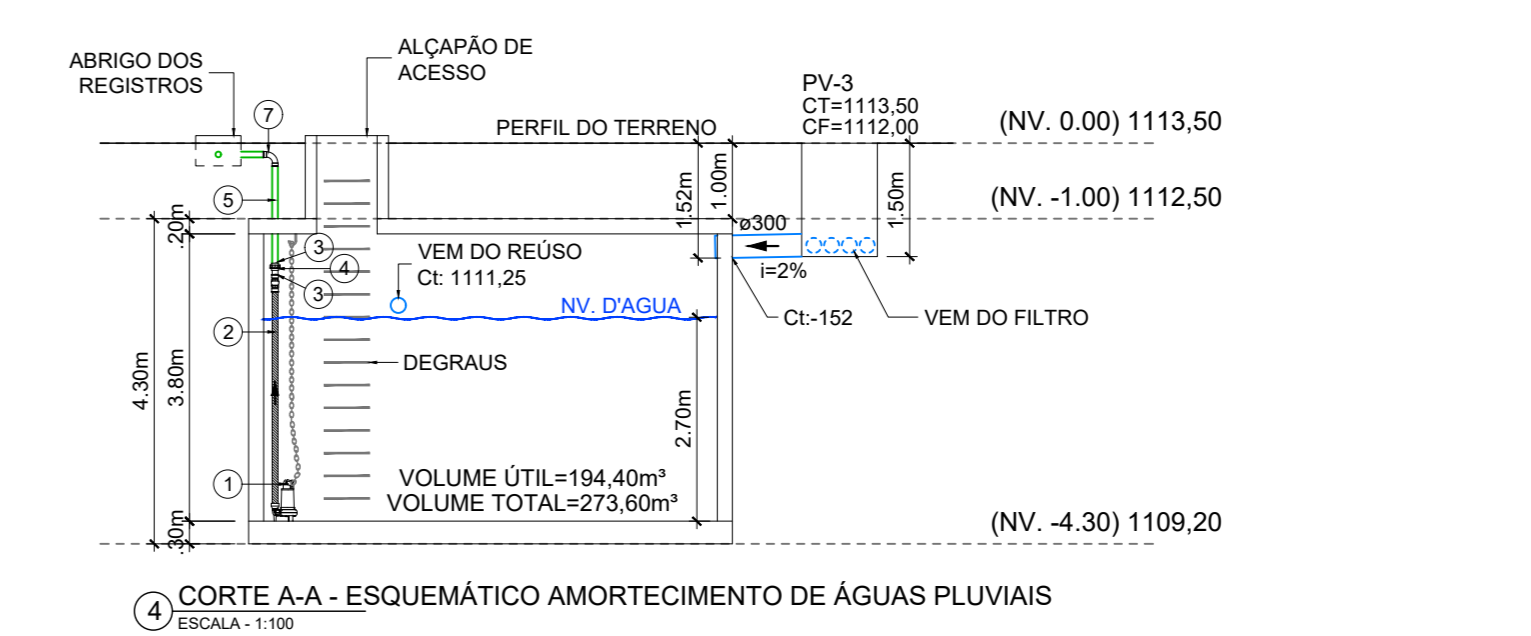 ABRIGO DOS
REGISTROS
ALÇAPÃO DE
ACESSO
7
PERFIL DO TERRENO
PV-3
CT=1113,50
CF=1112,00
(NV. 0.00) 1113,50
5
1.52m
1.00m
1.50m
(NV. -1.00) 1112,50
.20m
ø300
3
4
3
VEM DO REÚSO
Ct: 1111,25
i=2%
NV. D'AGUA
Ct:-152
VEM DO FILTRO
2
DEGRAUS
4.30m
3.80m
2.70m
1
VOLUME ÚTIL=194,40m³
VOLUME TOTAL=273,60m³
.30m
(NV. -4.30) 1109,20
4
CORTE A-A - ESQUEMÁTICO AMORTECIMENTO DE ÁGUAS PLUVIAIS
ESCALA - 1:100